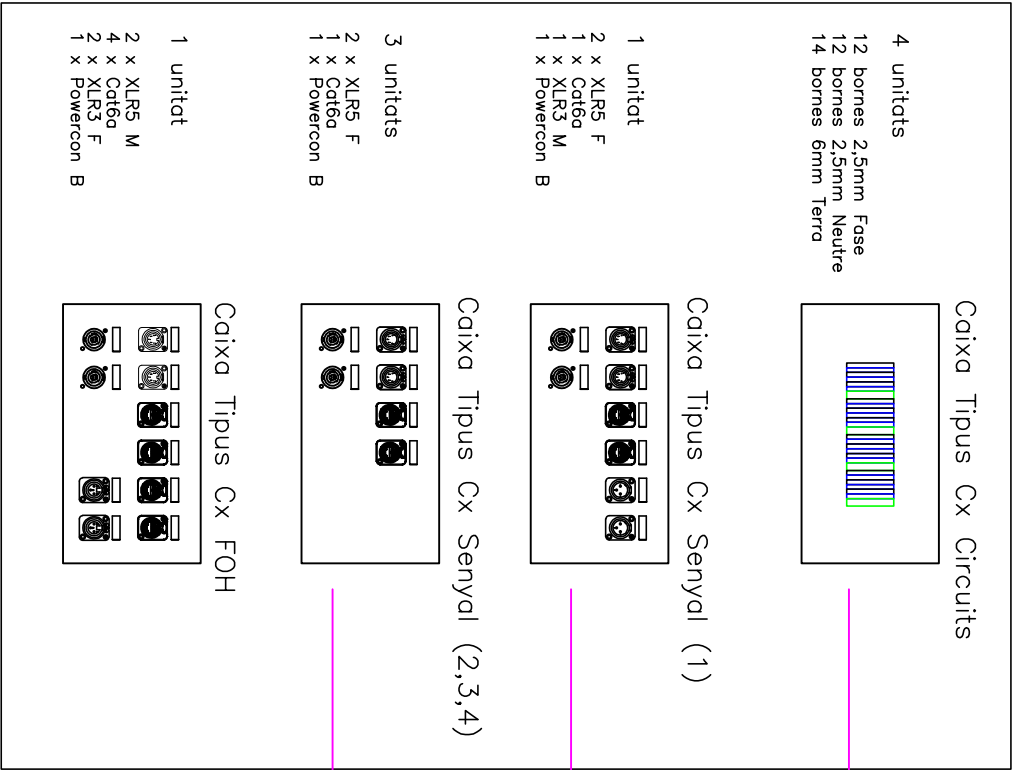 Caixa Tipus Cx Circuits
4 unitats
12 bornes 2,5mm Fase
12 bornes 2,5mm Neutre
14 bornes 6mm Terra
Caixa Tipus Cx Senyal (1)
1 unitat
2 x XLR5 F
1 x Cat6a
1 x XLR3 M
1 x Powercon B
Caixa Tipus Cx Senyal (2,3,4)
3 unitats
2 x XLR5 F
1 x Cat6a
1 x Powercon B
Caixa Tipus Cx FOH
1 unitat
2 x XLR5 M
4 x Cat6a
2 x XLR3 F
1 x Powercon B